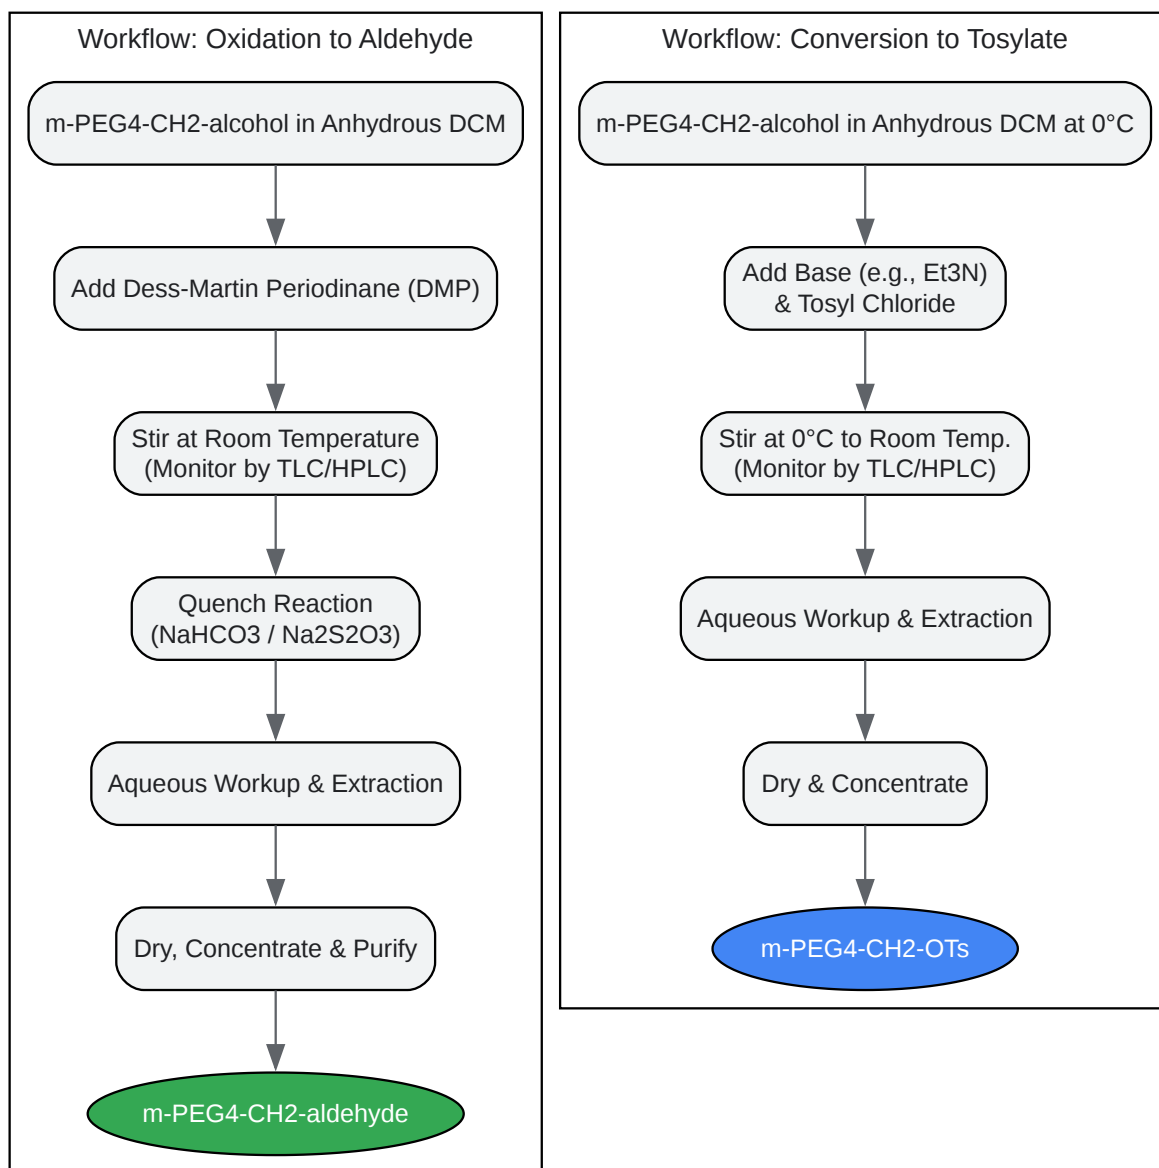 Workflow: Oxidation to Aldehyde
m-PEG4-CH2-alcohol in Anhydrous DCM
Add Dess-Martin Periodinane (DMP)
Stir at Room Temperature
(Monitor by TLC/HPLC)
Quench Reaction
(NaHCO3 / Na2S2O3)
Aqueous Workup & Extraction
Dry, Concentrate & Purify
m-PEG4-CH2-aldehyde
Workflow: Conversion to Tosylate
m-PEG4-CH2-alcohol in Anhydrous DCM at 0°C
Add Base (e.g., Et3N)
& Tosyl Chloride
Stir at 0°C to Room Temp.
(Monitor by TLC/HPLC)
Aqueous Workup & Extraction
Dry & Concentrate
m-PEG4-CH2-OTs